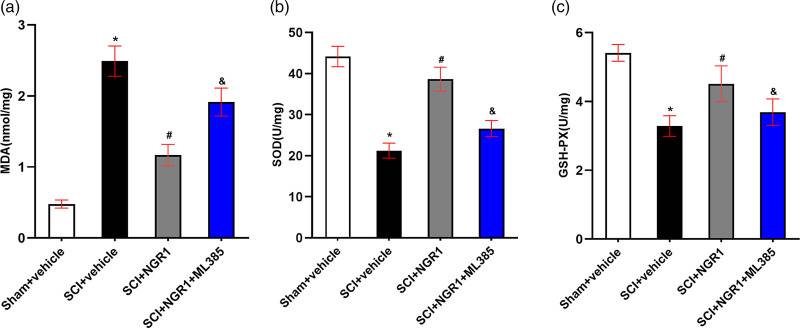 (a)
MDA(nmol/mg)
3
2
1
0
*
#
&
Sham+vehicle
SCI+vehicle
SCI+NGR1
SCI+NGR1+ML385
(b)
SOD(U/mg)
50
40
30
20
10
0
*
#
&
Sham+vehicle
SCI+vehicle
SCI+NGR1
SCI+NGR1+ML385
(c)
GSH-PX(U/mg)
6
4
2
0
*
#
&
Sham+vehicle
SCI+vehicle
SCI+NGR1
SCI+NGR1+ML385